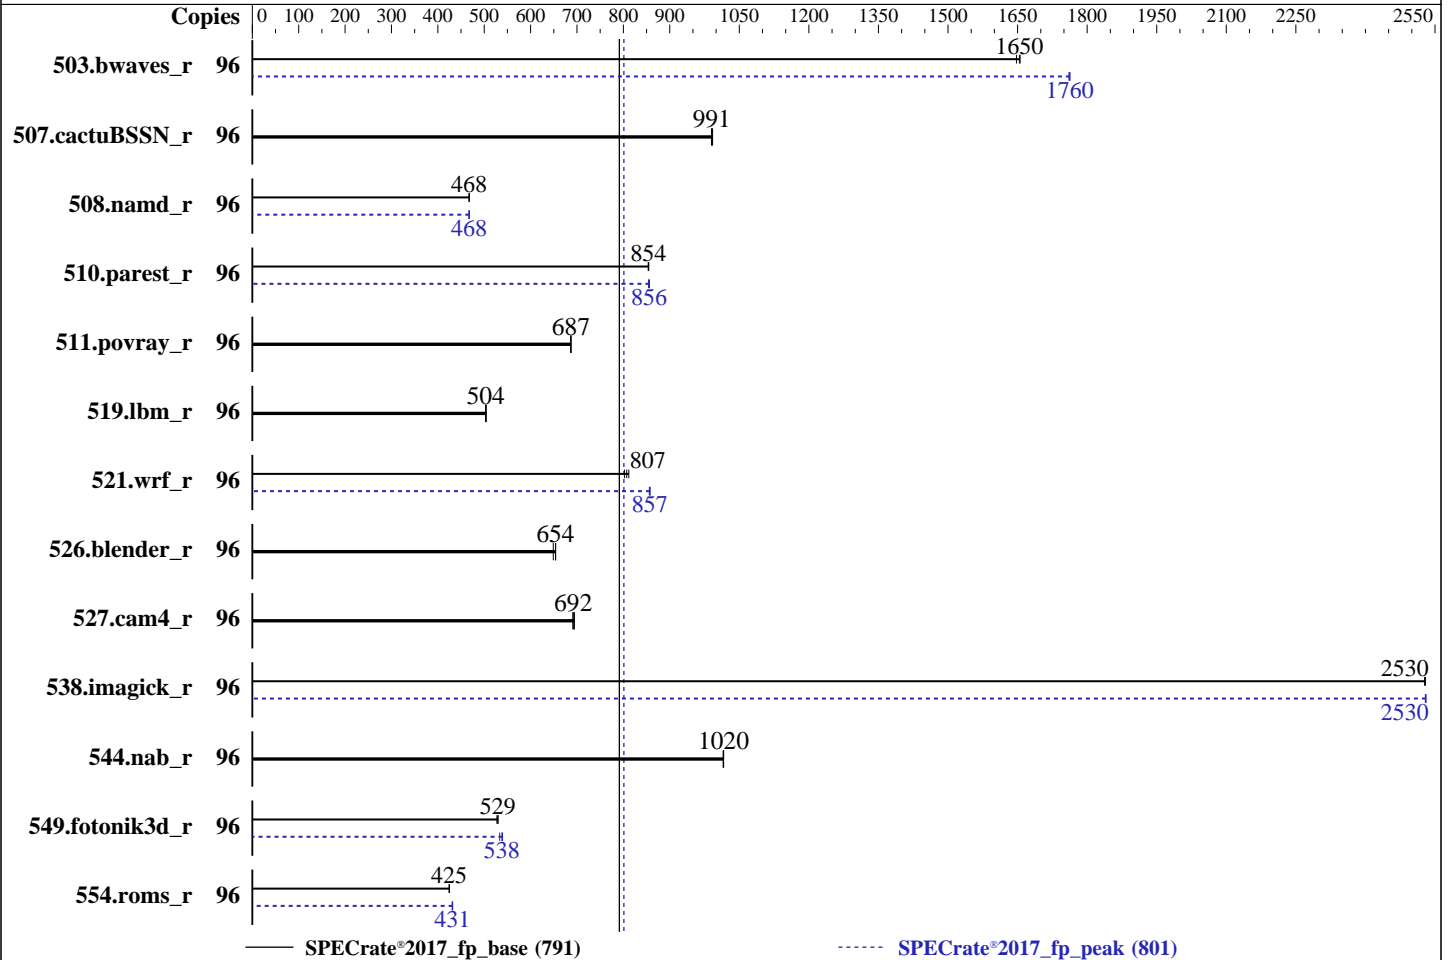 Copies 0 100 200 300 400 500 600 700 800 900 1050 1200 1350 1500 1650 1800 1950 2100 2250 2550
503.bwaves_r 96 1650
1760
507.cactuBSSN_r 96 991
508.namd_r 96 468
468
510.parest_r 96 854
856
511.povray_r 96 687
519.lbm_r 96 504
521.wrf_r 96 807
857
526.blender_r 96 654
527.cam4_r 96 692
538.imagick_r 96 2530
2530
544.nab_r 96 1020
549.fotonik3d_r 96 529
538
554.roms_r 96 425
431
SPECrate®2017_fp_base (791) SPECrate®2017_fp_peak (801)